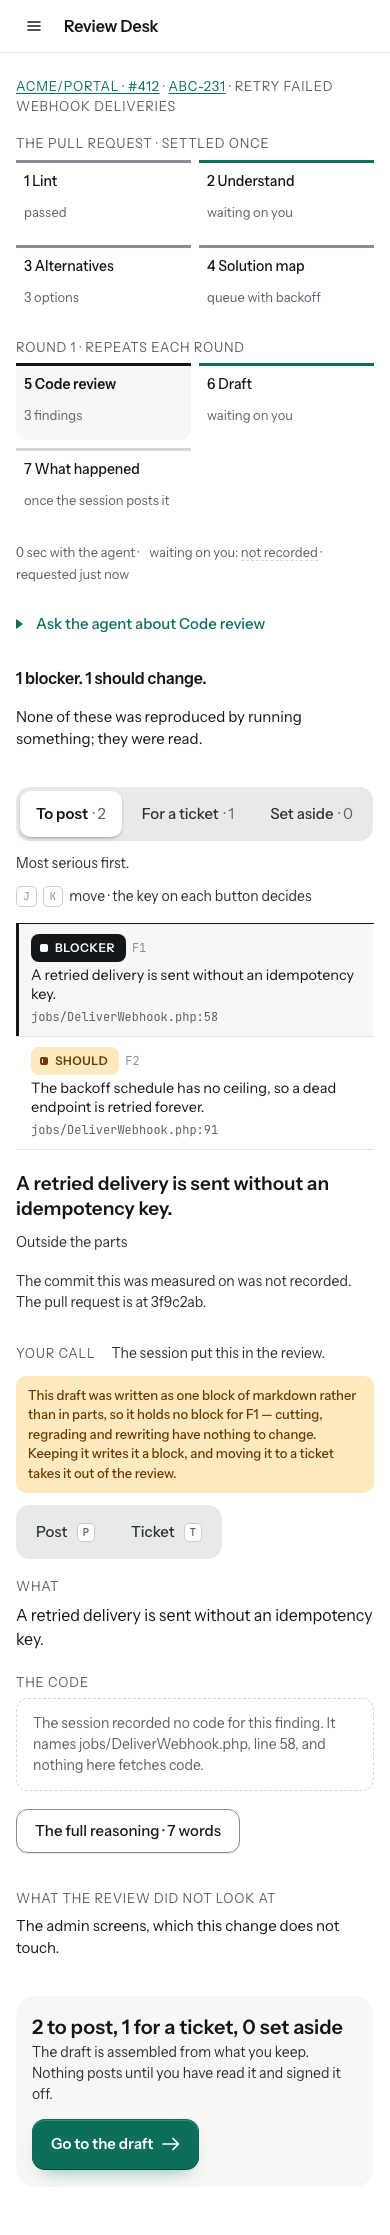 Review Desk
ACME/PORTAL · #412 · ABC-231 · RETRY FAILED
WEBHOOK DELIVERIES
THE PULL REQUEST · SETTLED ONCE
1 Lint
passed
2 Understand
waiting on you
3 Alternatives
3 options
4 Solution map
queue with backoff
ROUND 1 · REPEATS EACH ROUND
5 Code review
3 findings
6 Draft
waiting on you
7 What happened
once the session posts it
0 sec with the agent · waiting on you: not recorded ·
requested just now
Ask the agent about Code review
1 blocker. 1 should change.
None of these was reproduced by running
something; they were read.
To post · 2
For a ticket · 1
Set aside · 0
Most serious first.
J K move · the key on each button decides
BLOCKER F1
A retried delivery is sent without an idempotency
key.
jobs/DeliverWebhook.php:58
SHOULD F2
The backoff schedule has no ceiling, so a dead
endpoint is retried forever.
jobs/DeliverWebhook.php:91
A retried delivery is sent without an
idempotency key.
Outside the parts
The commit this was measured on was not recorded.
The pull request is at 3f9c2ab.
YOUR CALL The session put this in the review.
This draft was written as one block of markdown rather
than in parts, so it holds no block for F1 — cutting,
regrading and rewriting have nothing to change.
Keeping it writes it a block, and moving it to a ticket
takes it out of the review.
Post P
Ticket T
WHAT
A retried delivery is sent without an idempotency
key.
THE CODE
The session recorded no code for this finding. It
names jobs/DeliverWebhook.php, line 58, and
nothing here fetches code.
The full reasoning · 7 words
WHAT THE REVIEW DID NOT LOOK AT
The admin screens, which this change does not
touch.
2 to post, 1 for a ticket, 0 set aside
The draft is assembled from what you keep.
Nothing posts until you have read it and signed it
off.
Go to the draft →